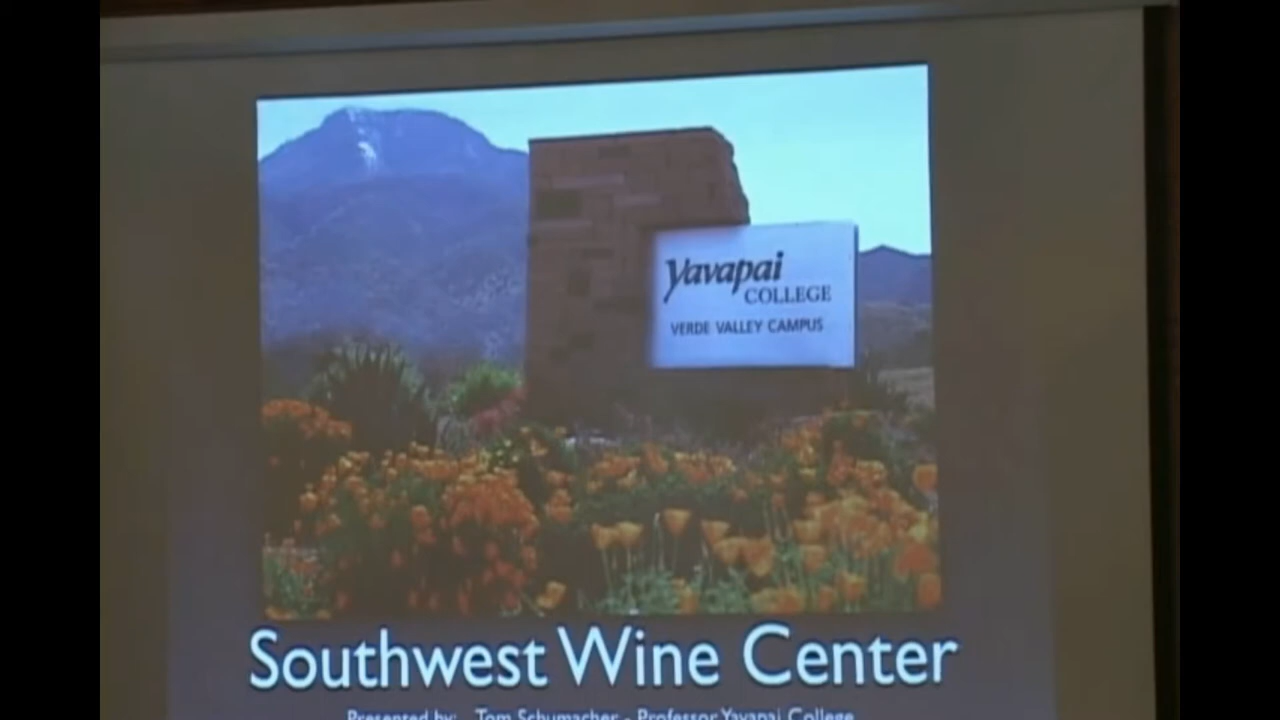 Yavapai
COLLEGE
VERDE VALLEY CAMPUS
Southwest Wine Center
Presented by: Tom Schumacher - Professor Yavapai College